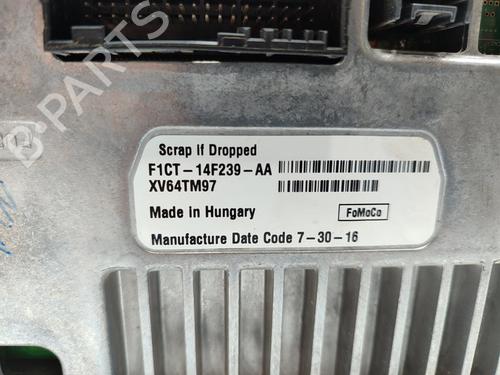 B-PARTS
Scrap If Dropped
F1CT-14F239-AA
XV64TM97
Made in Hungary
FoMoCo
Manufacture Date Code 7-30-16